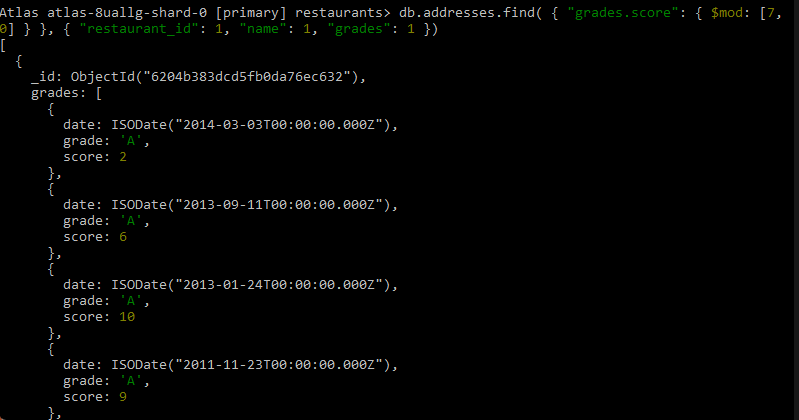 Atlas atlas-8uallg-shard-0 [primary] restaurants> db.addresses.find( { "grades.score": { $mod: [7,
0] } }, { "restaurant_id": 1, "name": 1, "grades": 1 })
[
  {
    _id: ObjectId("6204b383dcd5fb0da76ec632"),
    grades: [
      {
        date: ISODate("2014-03-03T00:00:00.000Z"),
        grade: 'A',
        score: 2
      },
      {
        date: ISODate("2013-09-11T00:00:00.000Z"),
        grade: 'A',
        score: 6
      },
      {
        date: ISODate("2013-01-24T00:00:00.000Z"),
        grade: 'A',
        score: 10
      },
      {
        date: ISODate("2011-11-23T00:00:00.000Z"),
        grade: 'A',
        score: 9
      },